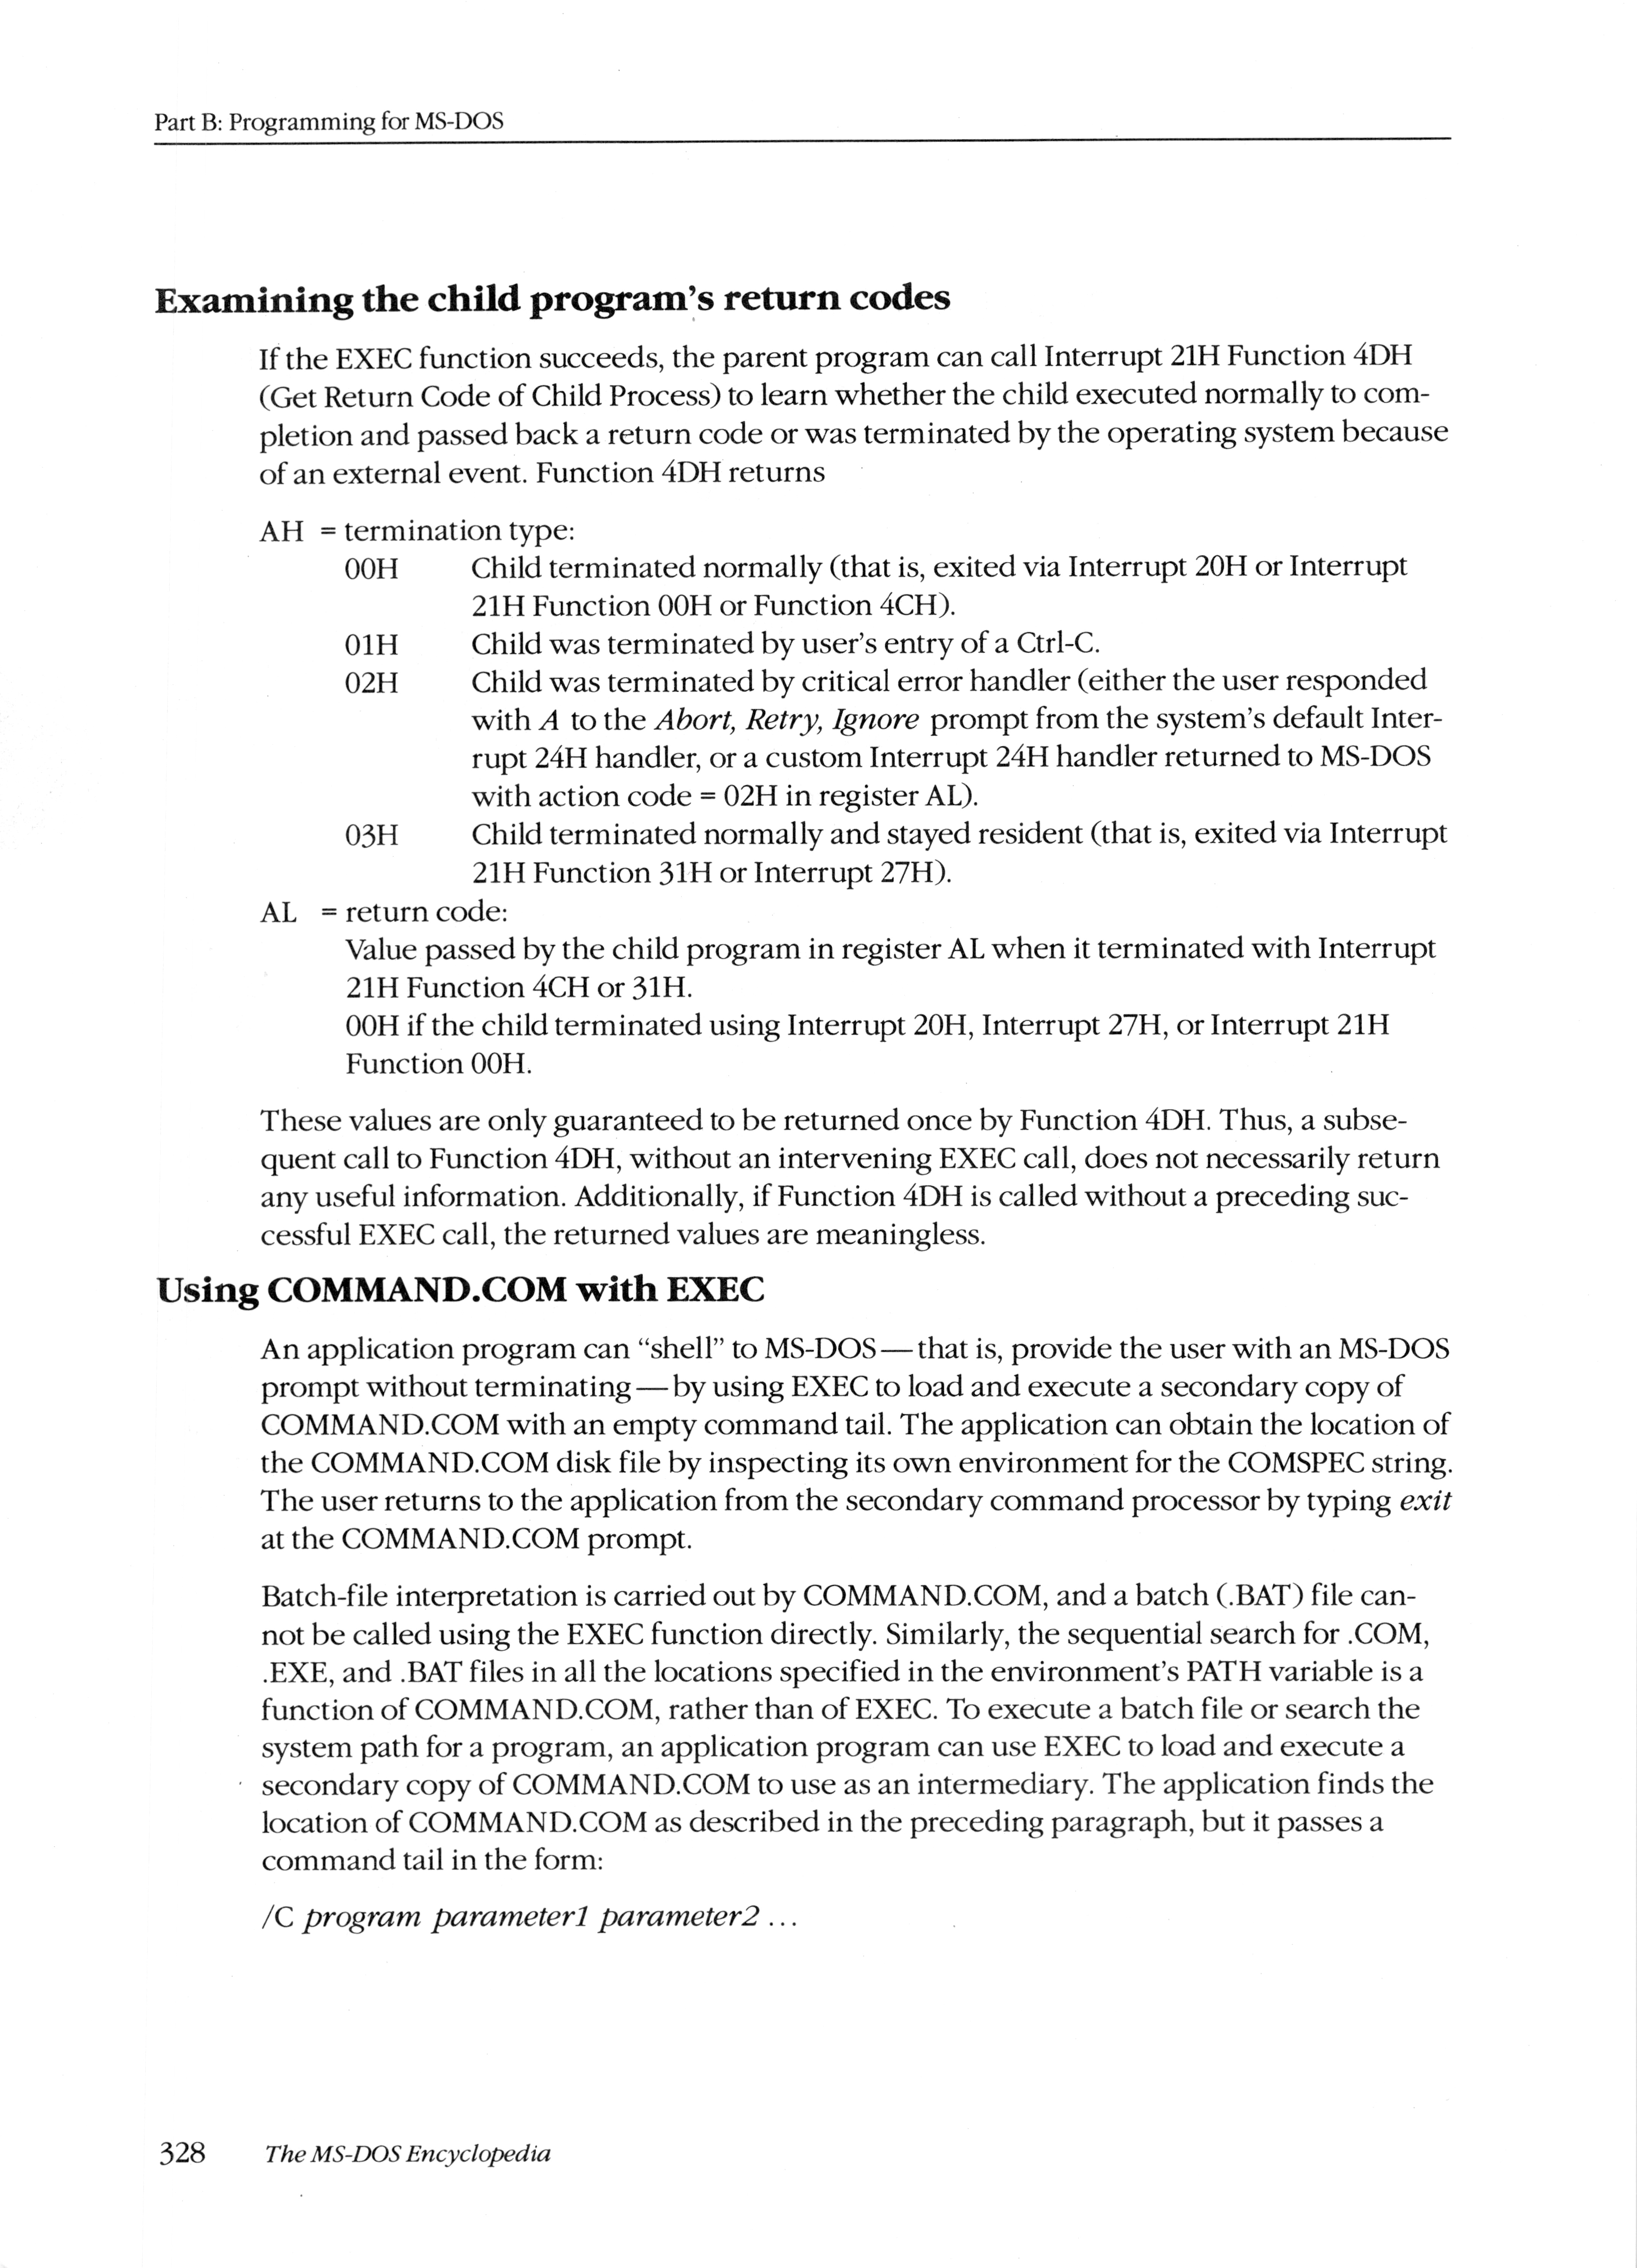 Part B: Programming for MS-DOS
Examining the child program's return codes
If the EXEC function succeeds, the parent program can call Interrupt 21H Function 4DH
(Get Return Code of Child Process) to learn whether the child executed normally to com-
pletion and passed back a return code or was terminated by the operating system because
of an external event. Function 4DH returns
AH = termination type:
00H Child terminated normally (that is, exited via Interrupt 20H or Interrupt
21H Function 00H or Function 4CH).
01H Child was terminated by user's entry of a Ctrl-C.
02H Child was terminated by critical error handler (either the user responded
with A to the Abort, Retry, Ignore prompt from the system's default Inter-
rupt 24H handler, or a custom Interrupt 24H handler returned to MS-DOS
with action code = 02H in register AL).
03H Child terminated normally and stayed resident (that is, exited via Interrupt
21H Function 31H or Interrupt 27H).
AL = return code:
Value passed by the child program in register AL when it terminated with Interrupt
21H Function 4CH or 31H.
00H if the child terminated using Interrupt 20H, Interrupt 27H, or Interrupt 21H
Function 00H.
These values are only guaranteed to be returned once by Function 4DH. Thus, a subse-
quent call to Function 4DH, without an intervening EXEC call, does not necessarily return
any useful information. Additionally, if Function 4DH is called without a preceding suc-
cessful EXEC call, the returned values are meaningless.
Using COMMAND.COM with EXEC
An application program can “shell” to MS-DOS — that is, provide the user with an MS-DOS
prompt without terminating — by using EXEC to load and execute a secondary copy of
COMMAND.COM with an empty command tail. The application can obtain the location of
the COMMAND.COM disk file by inspecting its own environment for the COMSPEC string.
The user returns to the application from the secondary command processor by typing exit
at the COMMAND.COM prompt.
Batch-file interpretation is carried out by COMMAND.COM, and a batch (.BAT) file can-
not be called using the EXEC function directly. Similarly, the sequential search for .COM,
.EXE, and .BAT files in all the locations specified in the environment's PATH variable is a
function of COMMAND.COM, rather than of EXEC. To execute a batch file or search the
system path for a program, an application program can use EXEC to load and execute a
secondary copy of COMMAND.COM to use as an intermediary. The application finds the
location of COMMAND.COM as described in the preceding paragraph, but it passes a
command tail in the form:
/C program parameter1 parameter2 ...
328 The MS-DOS Encyclopedia